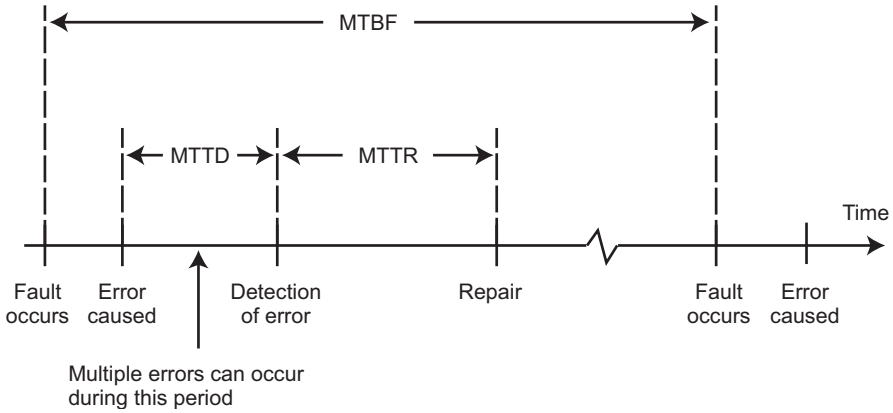 MTBF
MTTD
MTTR
Time
Fault
occurs
Error
caused
Detection
of error
Repair
Fault
occurs
Error
caused
Multiple errors can occur
during this period